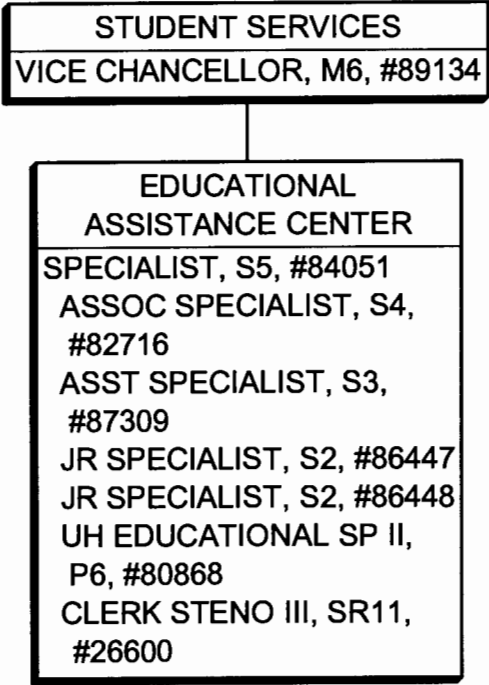 STUDENT SERVICES
VICE CHANCELLOR, M6, #89134
EDUCATIONAL
ASSISTANCE CENTER
SPECIALIST, S5, #84051
ASSOC SPECIALIST, S4,
#82716
ASST SPECIALIST, S3,
#87309
JR SPECIALIST, S2, #86447
JR SPECIALIST, S2, #86448
UH EDUCATIONAL SP II,
P6, #80868
CLERK STENO III, SR11,
#26600